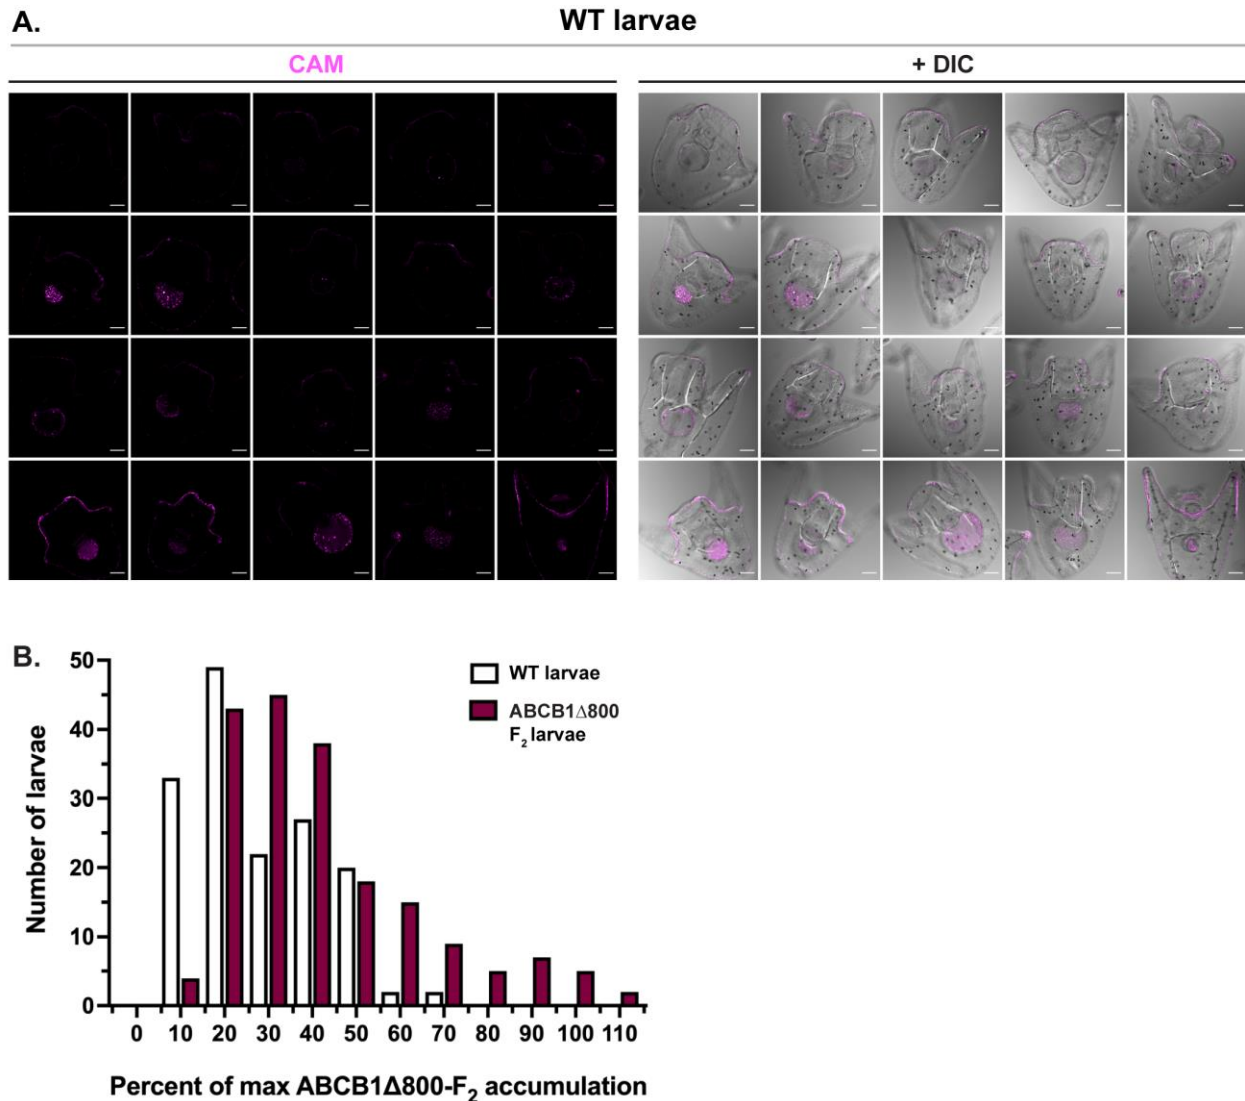 A.
WT larvae
CAM
+ DIC
B.
50
40
30
20
10
0
Number of larvae
WT larvae
ABCB1Δ800
F₂ larvae
0 10 20 30 40 50 60 70 80 90 100 110
Percent of max ABCB1Δ800-F₂ accumulation